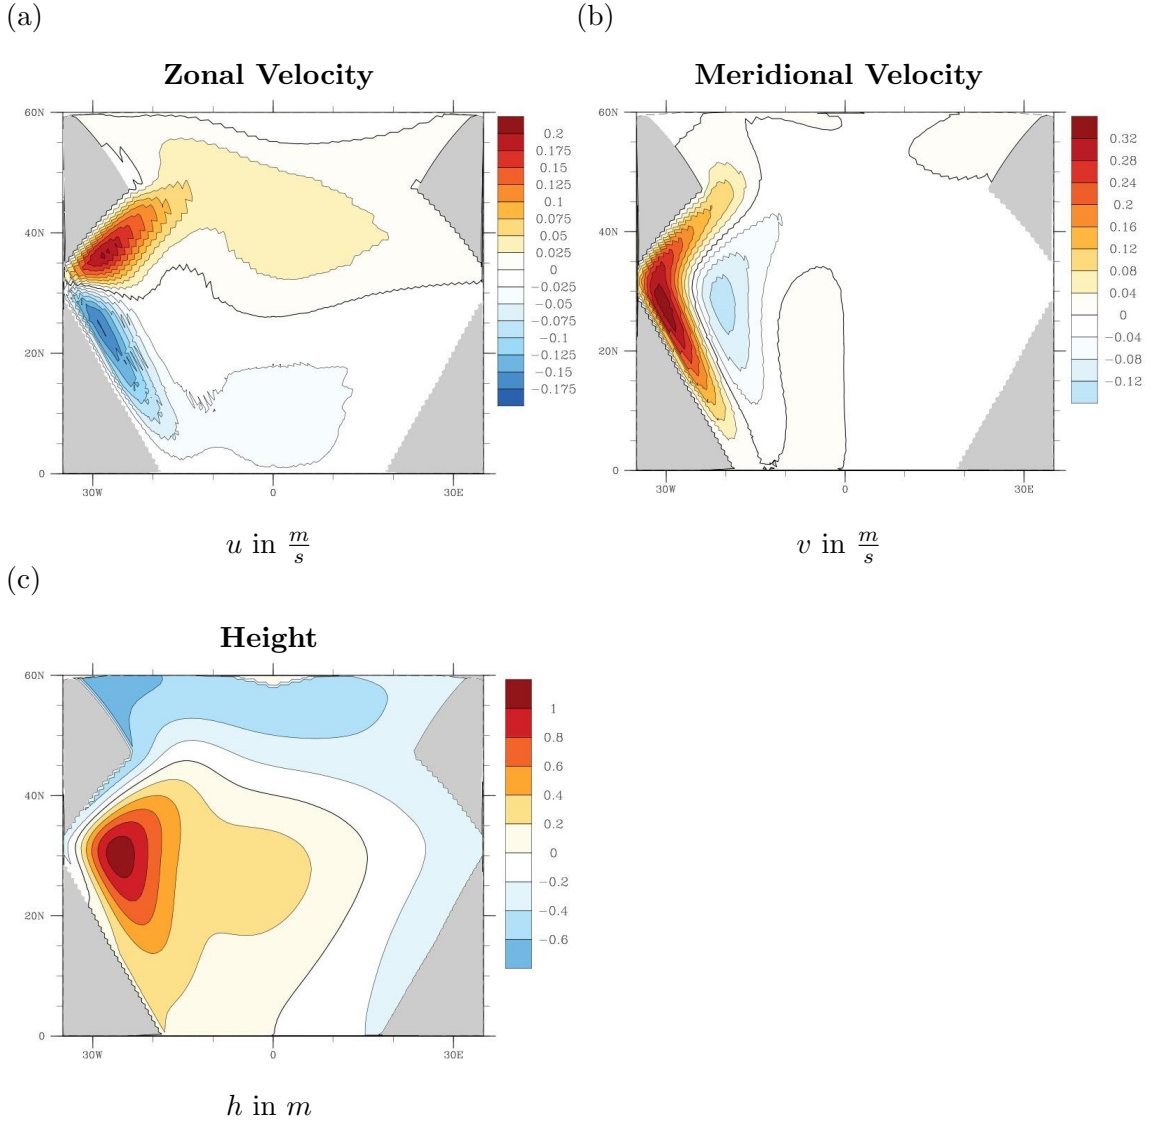 (a)
Zonal Velocity
60N
40N
20N
0
30W
0
30E
0.2
0.175
0.15
0.125
0.1
0.075
0.05
0.025
0
−0.025
−0.05
−0.075
−0.1
−0.125
−0.15
−0.175
u in m/s
(b)
Meridional Velocity
60N
40N
20N
0
30W
0
30E
0.32
0.28
0.24
0.2
0.16
0.12
0.08
0.04
0
−0.04
−0.08
−0.12
v in m/s
(c)
Height
60N
40N
20N
0
30W
0
30E
1
0.8
0.6
0.4
0.2
0
−0.2
−0.4
−0.6
h in m